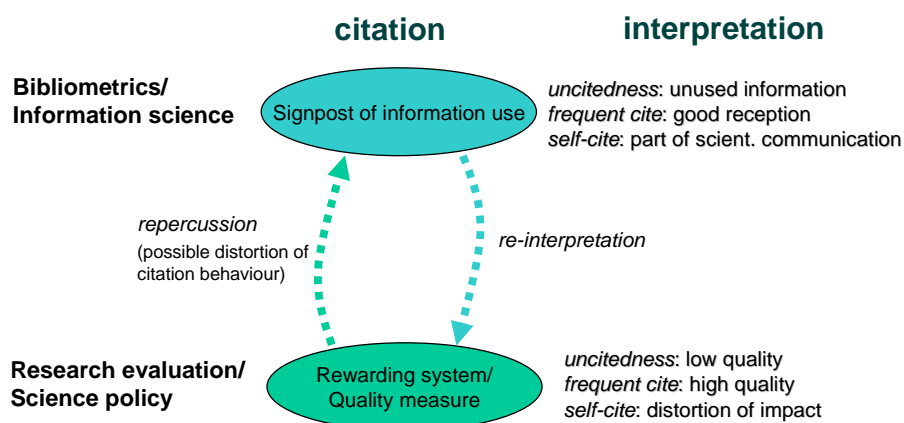 citation
interpretation
Bibliometrics/
Information science
Signpost of information use
uncitedness: unused information
frequent cite: good reception
self-cite: part of scient. communication
repercussion
(possible distortion of
citation behaviour)
re-interpretation
Research evaluation/
Science policy
Rewarding system/
Quality measure
uncitedness: low quality
frequent cite: high quality
self-cite: distortion of impact